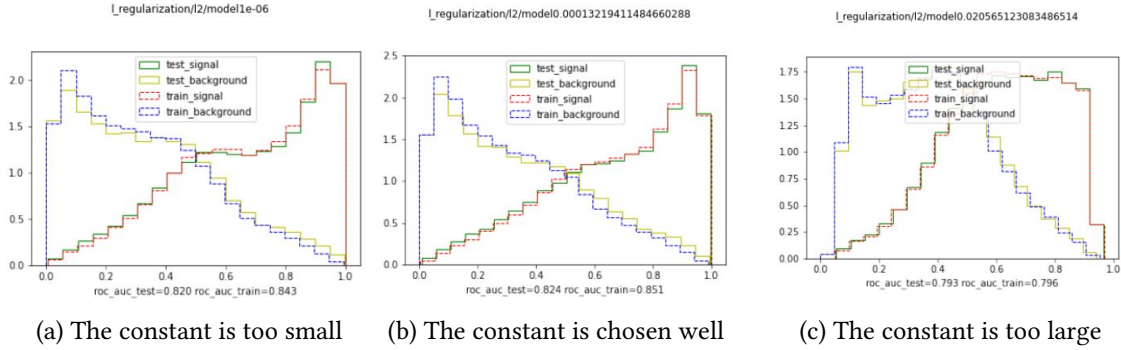 l_regularization/l2/model1e-06
test_signal
test_background
train_signal
train_background
2.0
1.5
1.0
0.5
0.0
0.0 0.2 0.4 0.6 0.8 1.0
roc_auc_test=0.820 roc_auc_train=0.843
(a) The constant is too small
l_regularization/l2/model0.00013219411484660288
test_signal
test_background
train_signal
train_background
2.5
2.0
1.5
1.0
0.5
0.0
0.0 0.2 0.4 0.6 0.8 1.0
roc_auc_test=0.824 roc_auc_train=0.851
(b) The constant is chosen well
l_regularization/l2/model0.020565123083486514
test_signal
test_background
train_signal
train_background
1.75
1.50
1.25
1.00
0.75
0.50
0.25
0.00
0.0 0.2 0.4 0.6 0.8 1.0
roc_auc_test=0.793 roc_auc_train=0.796
(c) The constant is too large